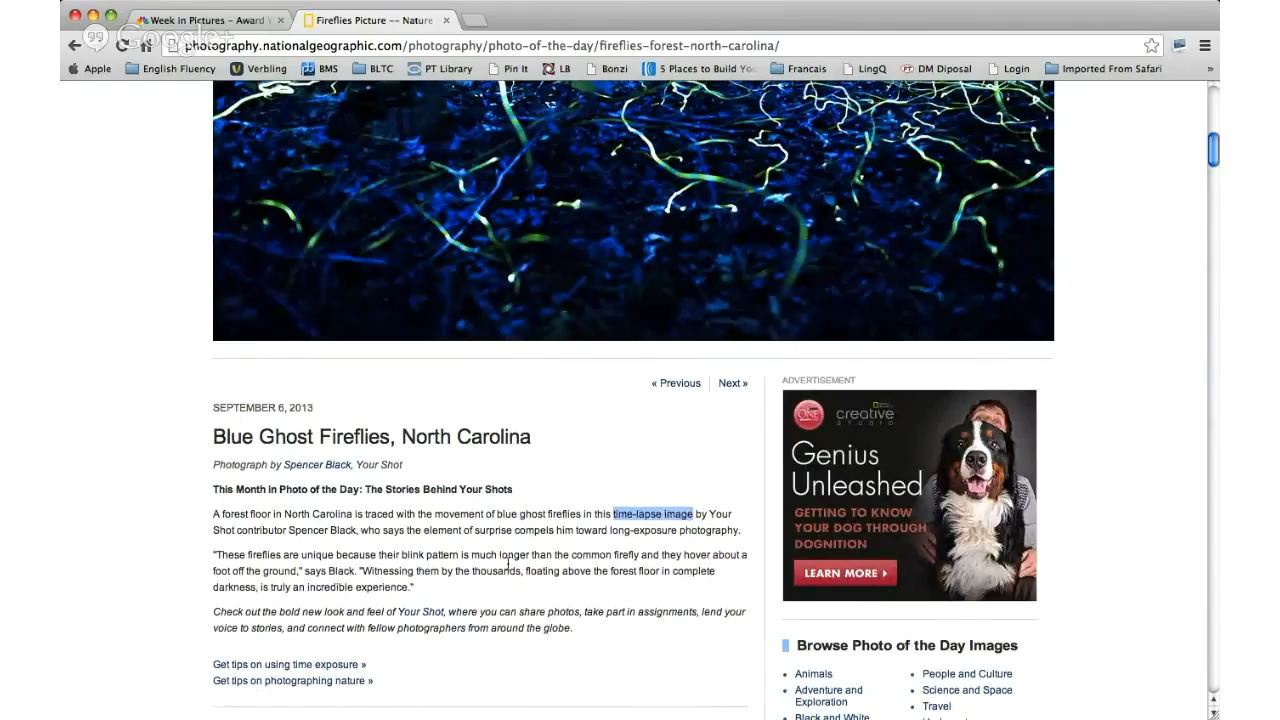 Week in Pictures - Award
Fireflies Picture -- Nature
Google+
photography.nationalgeographic.com/photography/photo-of-the-day/fireflies-forest-north-carolina/
Apple English Fluency Verbling BMS BLTC PT Library Pin It LB Bonzi 5 Places to Build Yo Francais LingQ DM Diposal Login Imported From Safari »
« Previous Next »
ADVERTISEMENT
SEPTEMBER 6, 2013
Blue Ghost Fireflies, North Carolina
Photograph by Spencer Black, Your Shot
This Month in Photo of the Day: The Stories Behind Your Shots
A forest floor in North Carolina is traced with the movement of blue ghost fireflies in this time-lapse image by Your
Shot contributor Spencer Black, who says the element of surprise compels him toward long-exposure photography.
"These fireflies are unique because their blink pattern is much longer than the common firefly and they hover about a
foot off the ground," says Black. "Witnessing them by the thousands, floating above the forest floor in complete
darkness, is truly an incredible experience."
Check out the bold new look and feel of Your Shot, where you can share photos, take part in assignments, lend your
voice to stories, and connect with fellow photographers from around the globe.
Get tips on using time exposure »
Get tips on photographing nature »
ONE
creative
studio
Genius
Unleashed
GETTING TO KNOW
YOUR DOG THROUGH
DOGNITION
LEARN MORE
Browse Photo of the Day Images
Animals
Adventure and
Exploration
Black and White
People and Culture
Science and Space
Travel